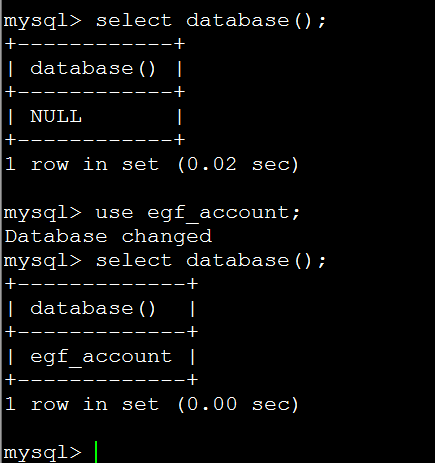 mysql> select database();
+------------+
| database() |
+------------+
| NULL       |
+------------+
1 row in set (0.02 sec)

mysql> use egf_account;
Database changed
mysql> select database();
+-------------+
| database()  |
+-------------+
| egf_account |
+-------------+
1 row in set (0.00 sec)

mysql>